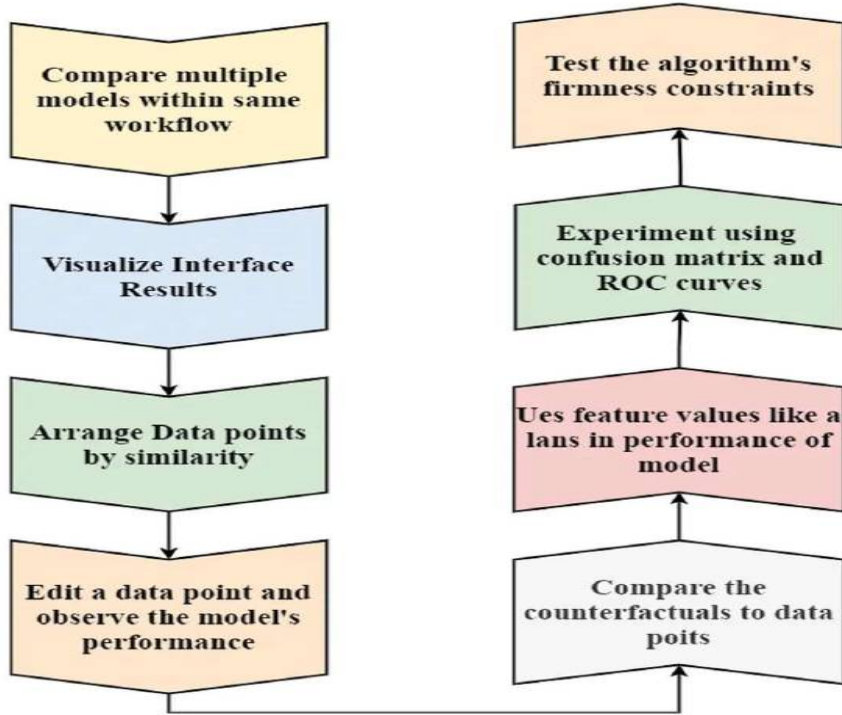 Compare multiple
models within same
workflow
Visualize Interface
Results
Arrange Data points
by similarity
Edit a data point and
observe the model's
performance
Compare the
counterfactuals to data
poits
Ues feature values like a
lans in performance of
model
Experiment using
confusion matrix and
ROC curves
Test the algorithm's
firmness constraints